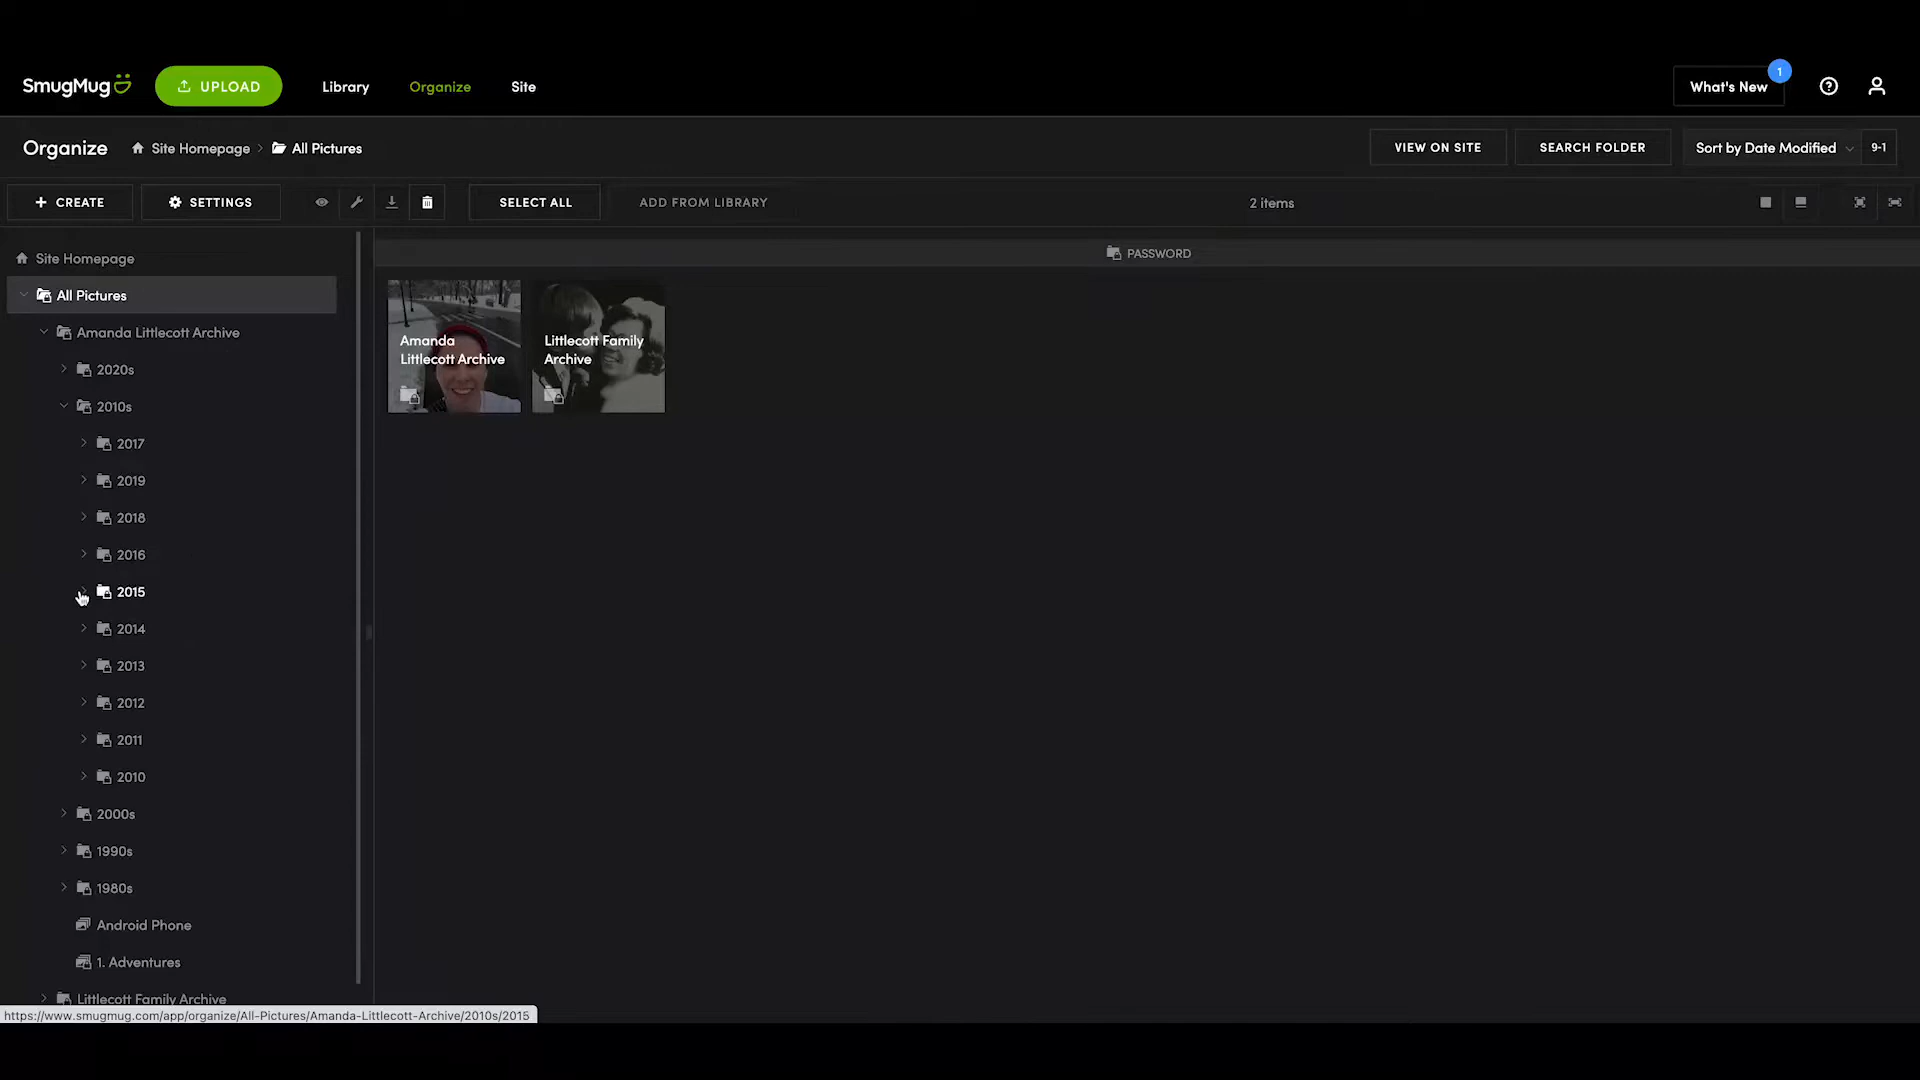 SmugMug
UPLOAD
Library
Organize
Site
What's New
1
Organize
Site Homepage
All Pictures
VIEW ON SITE
SEARCH FOLDER
Sort by Date Modified
9-1
+ CREATE
SETTINGS
SELECT ALL
ADD FROM LIBRARY
2 items
Site Homepage
All Pictures
Amanda Littlecott Archive
2020s
2010s
2017
2019
2018
2016
2015
2014
2013
2012
2011
2010
2000s
1990s
1980s
Android Phone
1. Adventures
Littlecott Family Archive
PASSWORD
Amanda
Littlecott Archive
Littlecott Family
Archive
https://www.smugmug.com/app/organize/All-Pictures/Amanda-Littlecott-Archive/2010s/2015